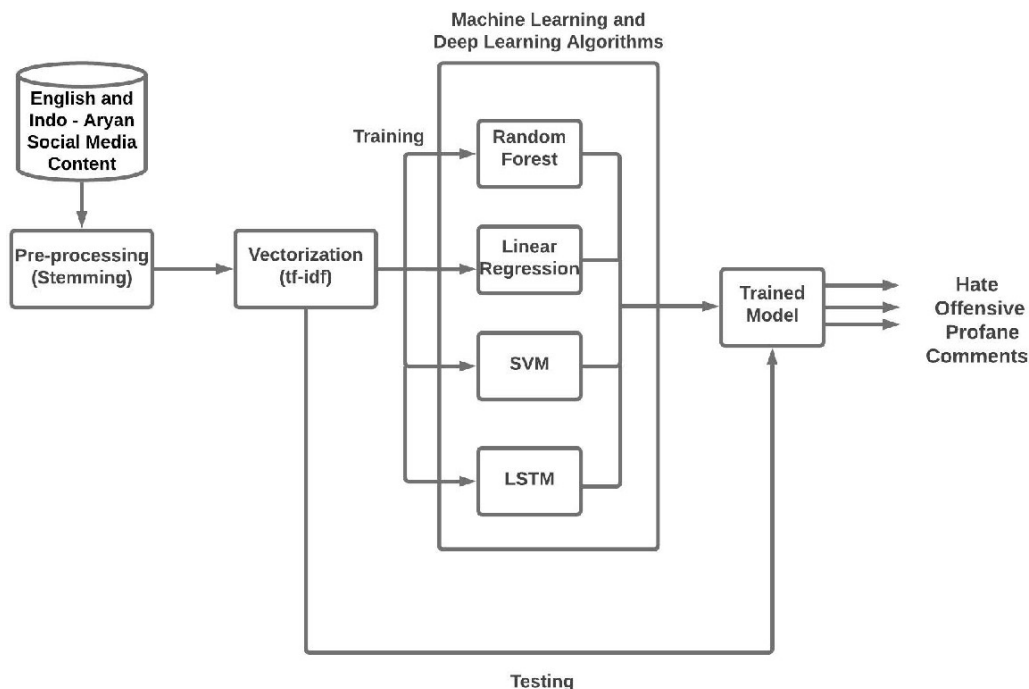 Machine Learning and
Deep Learning Algorithms
English and
Indo - Aryan
Social Media
Content
Training
Random
Forest
Pre-processing
(Stemming)
Vectorization
(tf-idf)
Linear
Regression
Trained
Model
Hate
Offensive
Profane
Comments
SVM
LSTM
Testing